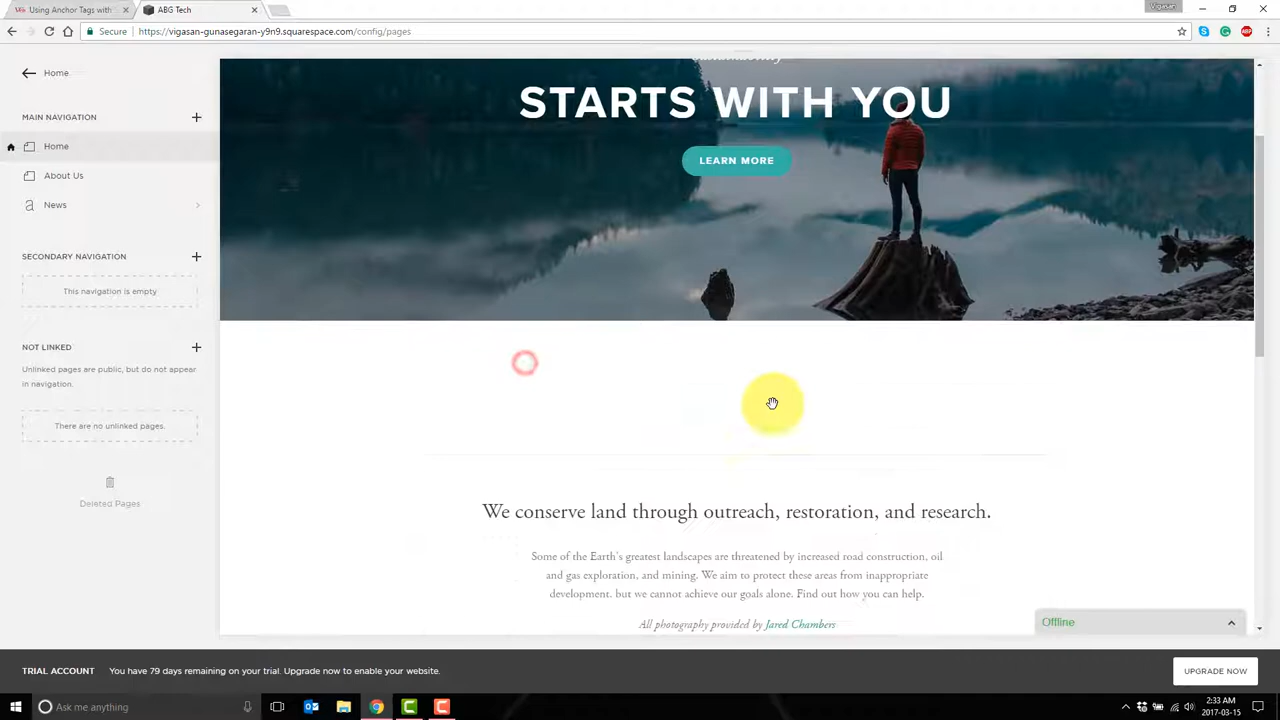 Using Anchor Tags with
ABG Tech
Vigasan
Secure
https://vigasan-gunasegaran-y9n9.squarespace.com/config/pages
Home
MAIN NAVIGATION
Home
About Us
News
SECONDARY NAVIGATION
This navigation is empty
NOT LINKED
Unlinked pages are public, but do not appear
in navigation.
There are no unlinked pages.
Deleted Pages
STARTS WITH YOU
LEARN MORE
We conserve land through outreach, restoration, and research.
Some of the Earth's greatest landscapes are threatened by increased road construction, oil
and gas exploration, and mining. We aim to protect these areas from inappropriate
development, but we cannot achieve our goals alone. Find out how you can help.
All photography provided by Jared Chambers
Offline
TRIAL ACCOUNT
You have 79 days remaining on your trial. Upgrade now to enable your website.
UPGRADE NOW
Ask me anything
2:33 AM
2017-03-15